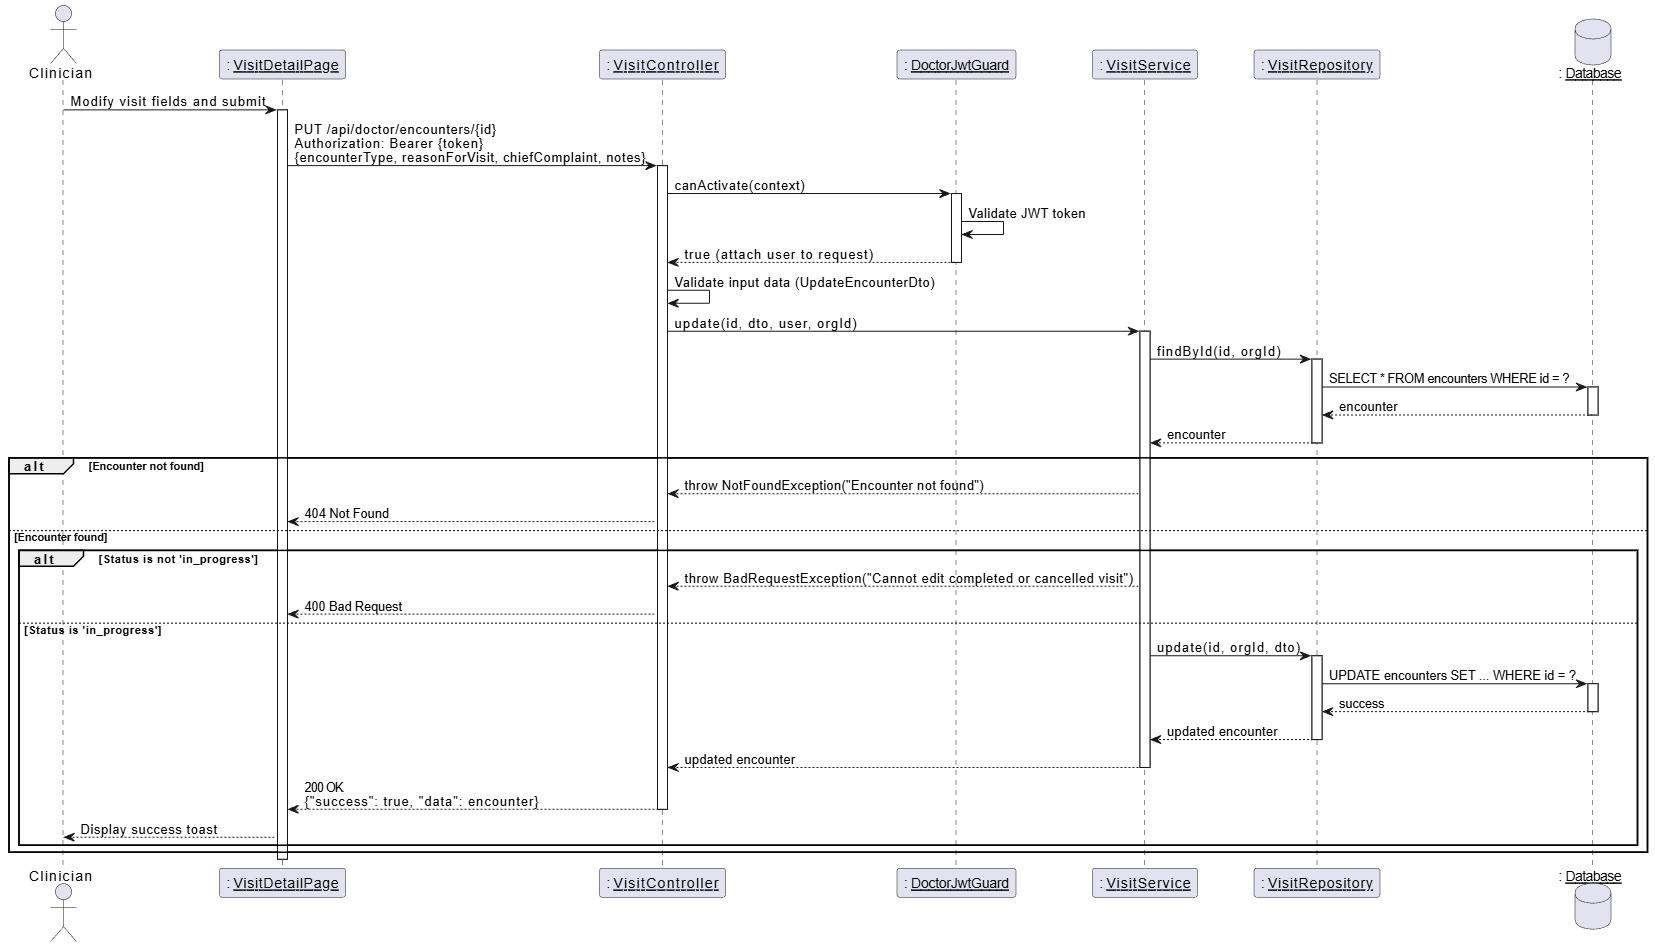 Clinician
: VisitDetailPage
: VisitController
: DoctorJwtGuard
: VisitService
: VisitRepository
: Database
Modify visit fields and submit
PUT /api/doctor/encounters/{id}
Authorization: Bearer {token}
{encounterType, reasonForVisit, chiefComplaint, notes}
canActivate(context)
Validate JWT token
true (attach user to request)
Validate input data (UpdateEncounterDto)
update(id, dto, user, orgId)
findById(id, orgId)
SELECT * FROM encounters WHERE id = ?
encounter
encounter
alt
[Encounter not found]
throw NotFoundException("Encounter not found")
404 Not Found
[Encounter found]
alt
[Status is not 'in_progress']
throw BadRequestException("Cannot edit completed or cancelled visit")
400 Bad Request
[Status is 'in_progress']
update(id, orgId, dto)
UPDATE encounters SET ... WHERE id = ?
success
updated encounter
updated encounter
200 OK
{"success": true, "data": encounter}
Display success toast
Clinician
: VisitDetailPage
: VisitController
: DoctorJwtGuard
: VisitService
: VisitRepository
: Database